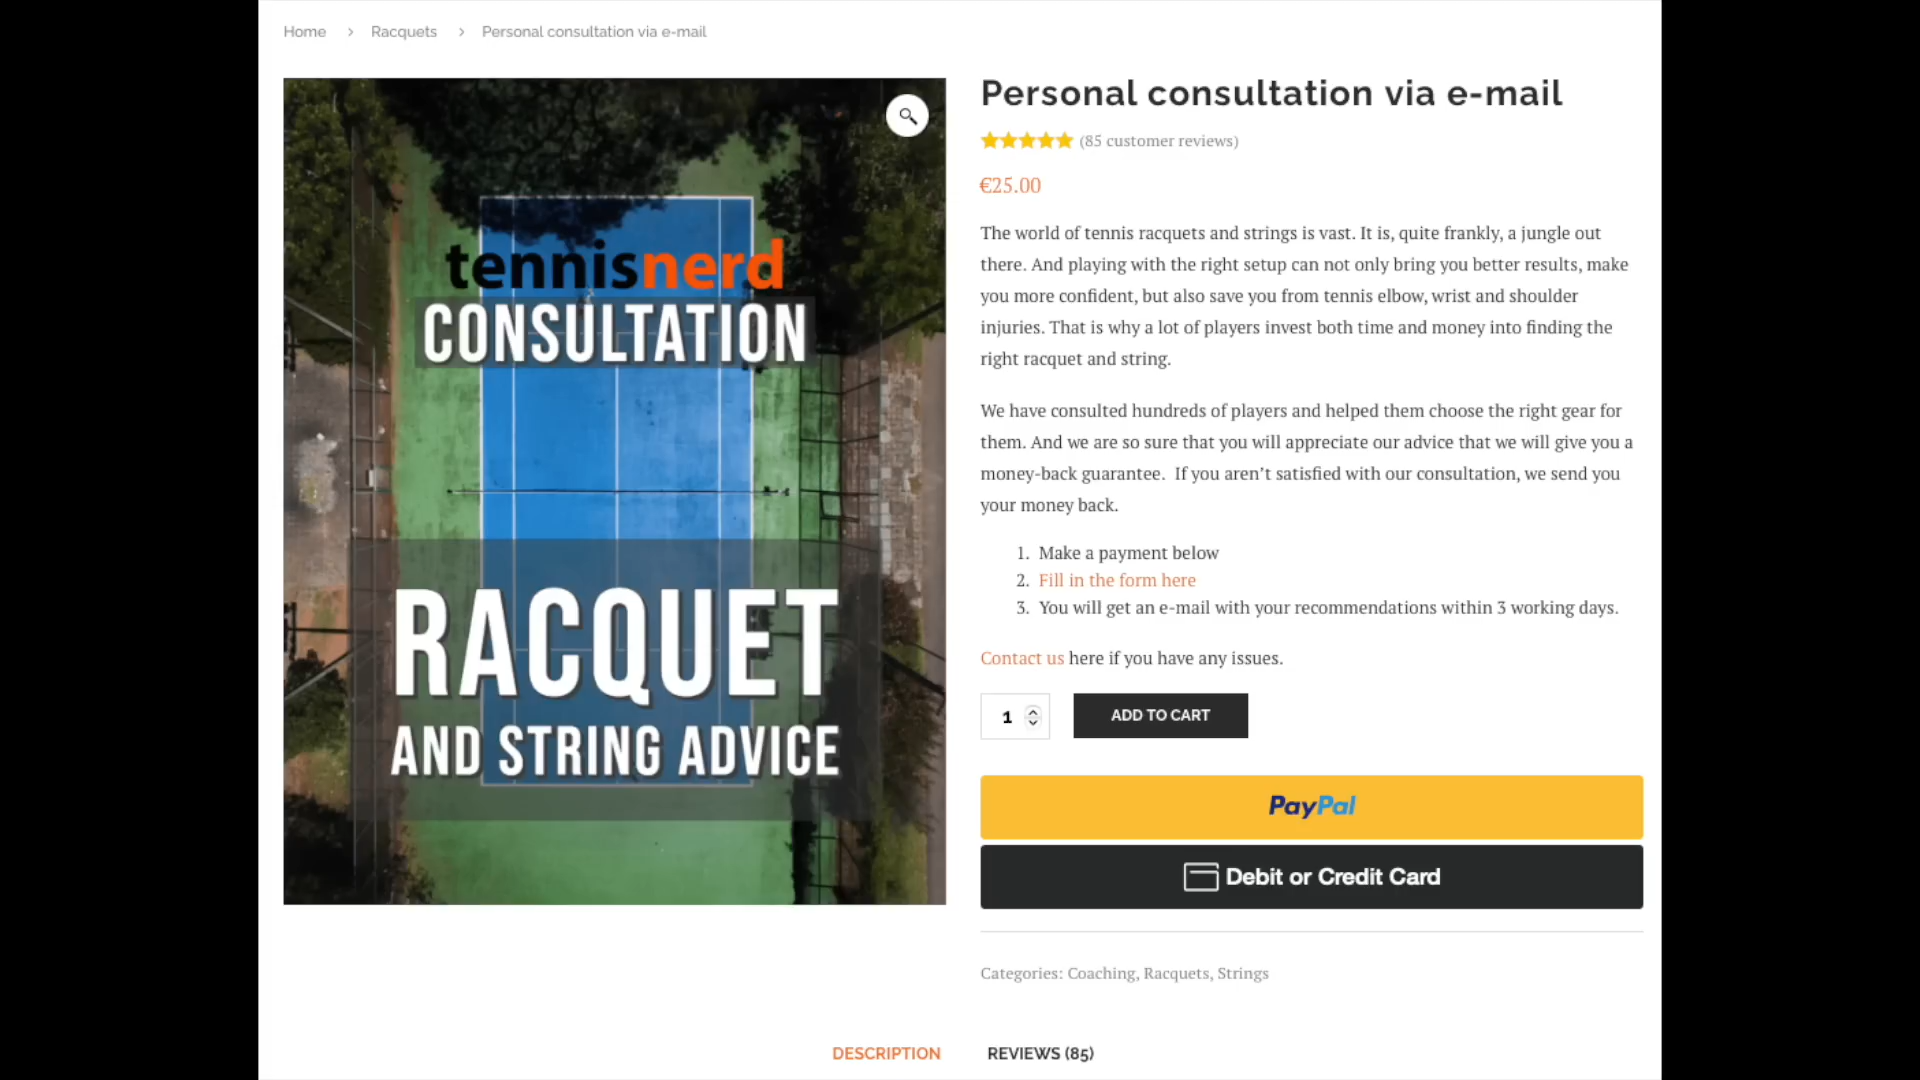 Home > Racquets > Personal consultation via e-mail
tennisnerd
CONSULTATION
RACQUET
AND STRING ADVICE
Personal consultation via e-mail
(85 customer reviews)
€25.00
The world of tennis racquets and strings is vast. It is, quite frankly, a jungle out
there. And playing with the right setup can not only bring you better results, make
you more confident, but also save you from tennis elbow, wrist and shoulder
injuries. That is why a lot of players invest both time and money into finding the
right racquet and string.
We have consulted hundreds of players and helped them choose the right gear for
them. And we are so sure that you will appreciate our advice that we will give you a
money-back guarantee.  If you aren’t satisfied with our consultation, we send you
your money back.
1. Make a payment below
2. Fill in the form here
3. You will get an e-mail with your recommendations within 3 working days.
Contact us here if you have any issues.
1
ADD TO CART
PayPal
Debit or Credit Card
Categories: Coaching, Racquets, Strings
DESCRIPTION
REVIEWS (85)